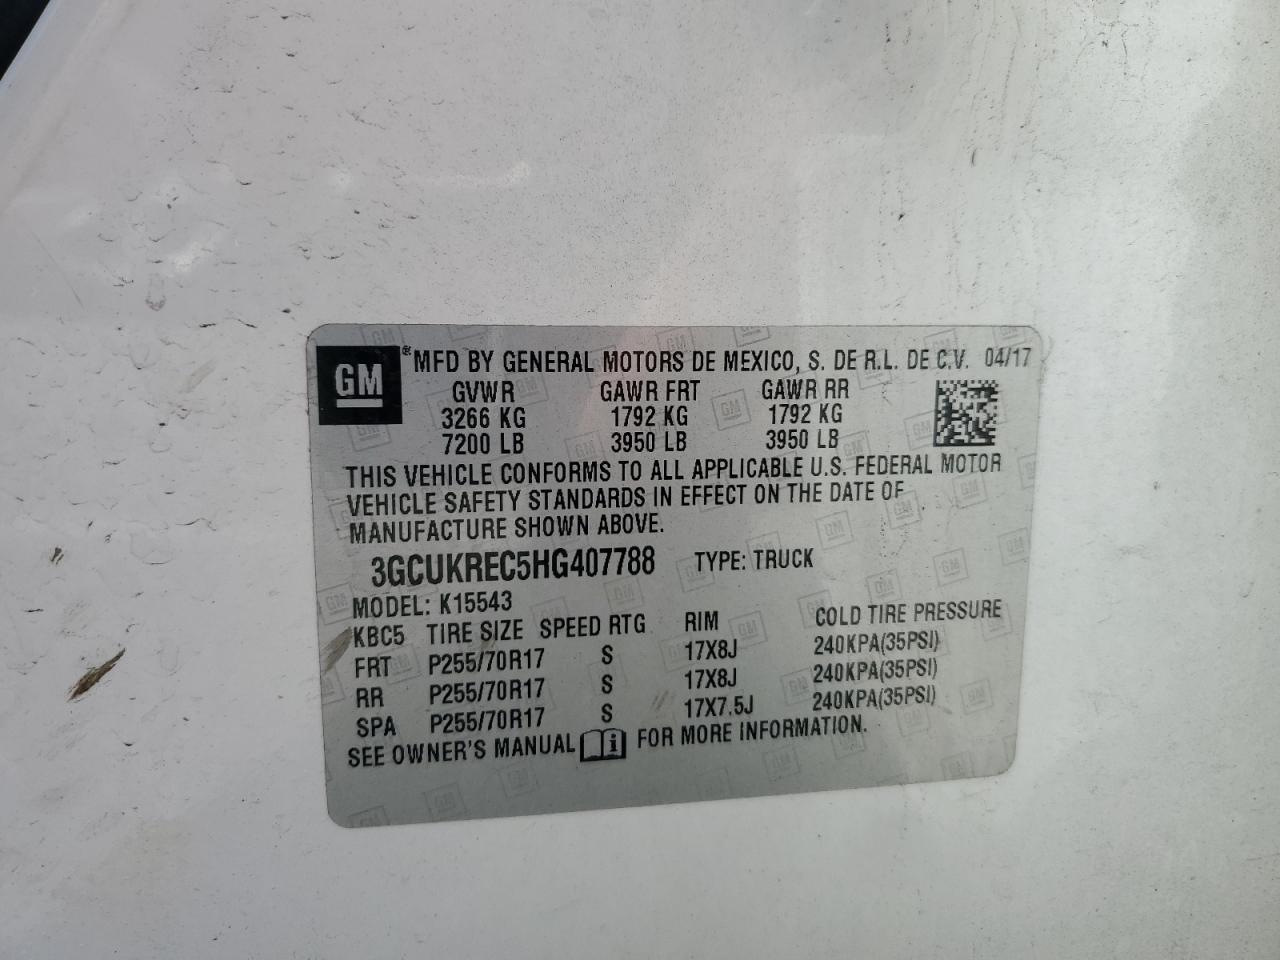 GM ® MFD BY GENERAL MOTORS DE MEXICO, S. DE R.L. DE C.V. 04/17
GVWR GAWR FRT GAWR RR
3266 KG 1792 KG 1792 KG
7200 LB 3950 LB 3950 LB
THIS VEHICLE CONFORMS TO ALL APPLICABLE U.S. FEDERAL MOTOR
VEHICLE SAFETY STANDARDS IN EFFECT ON THE DATE OF
MANUFACTURE SHOWN ABOVE.
3GCUKREC5HG407788 TYPE: TRUCK
MODEL: K15543
KBC5 TIRE SIZE SPEED RTG RIM COLD TIRE PRESSURE
FRT P255/70R17 S 17X8J 240KPA(35PSI)
RR P255/70R17 S 17X8J 240KPA(35PSI)
SPA P255/70R17 S 17X7.5J 240KPA(35PSI)
SEE OWNER'S MANUAL i FOR MORE INFORMATION.